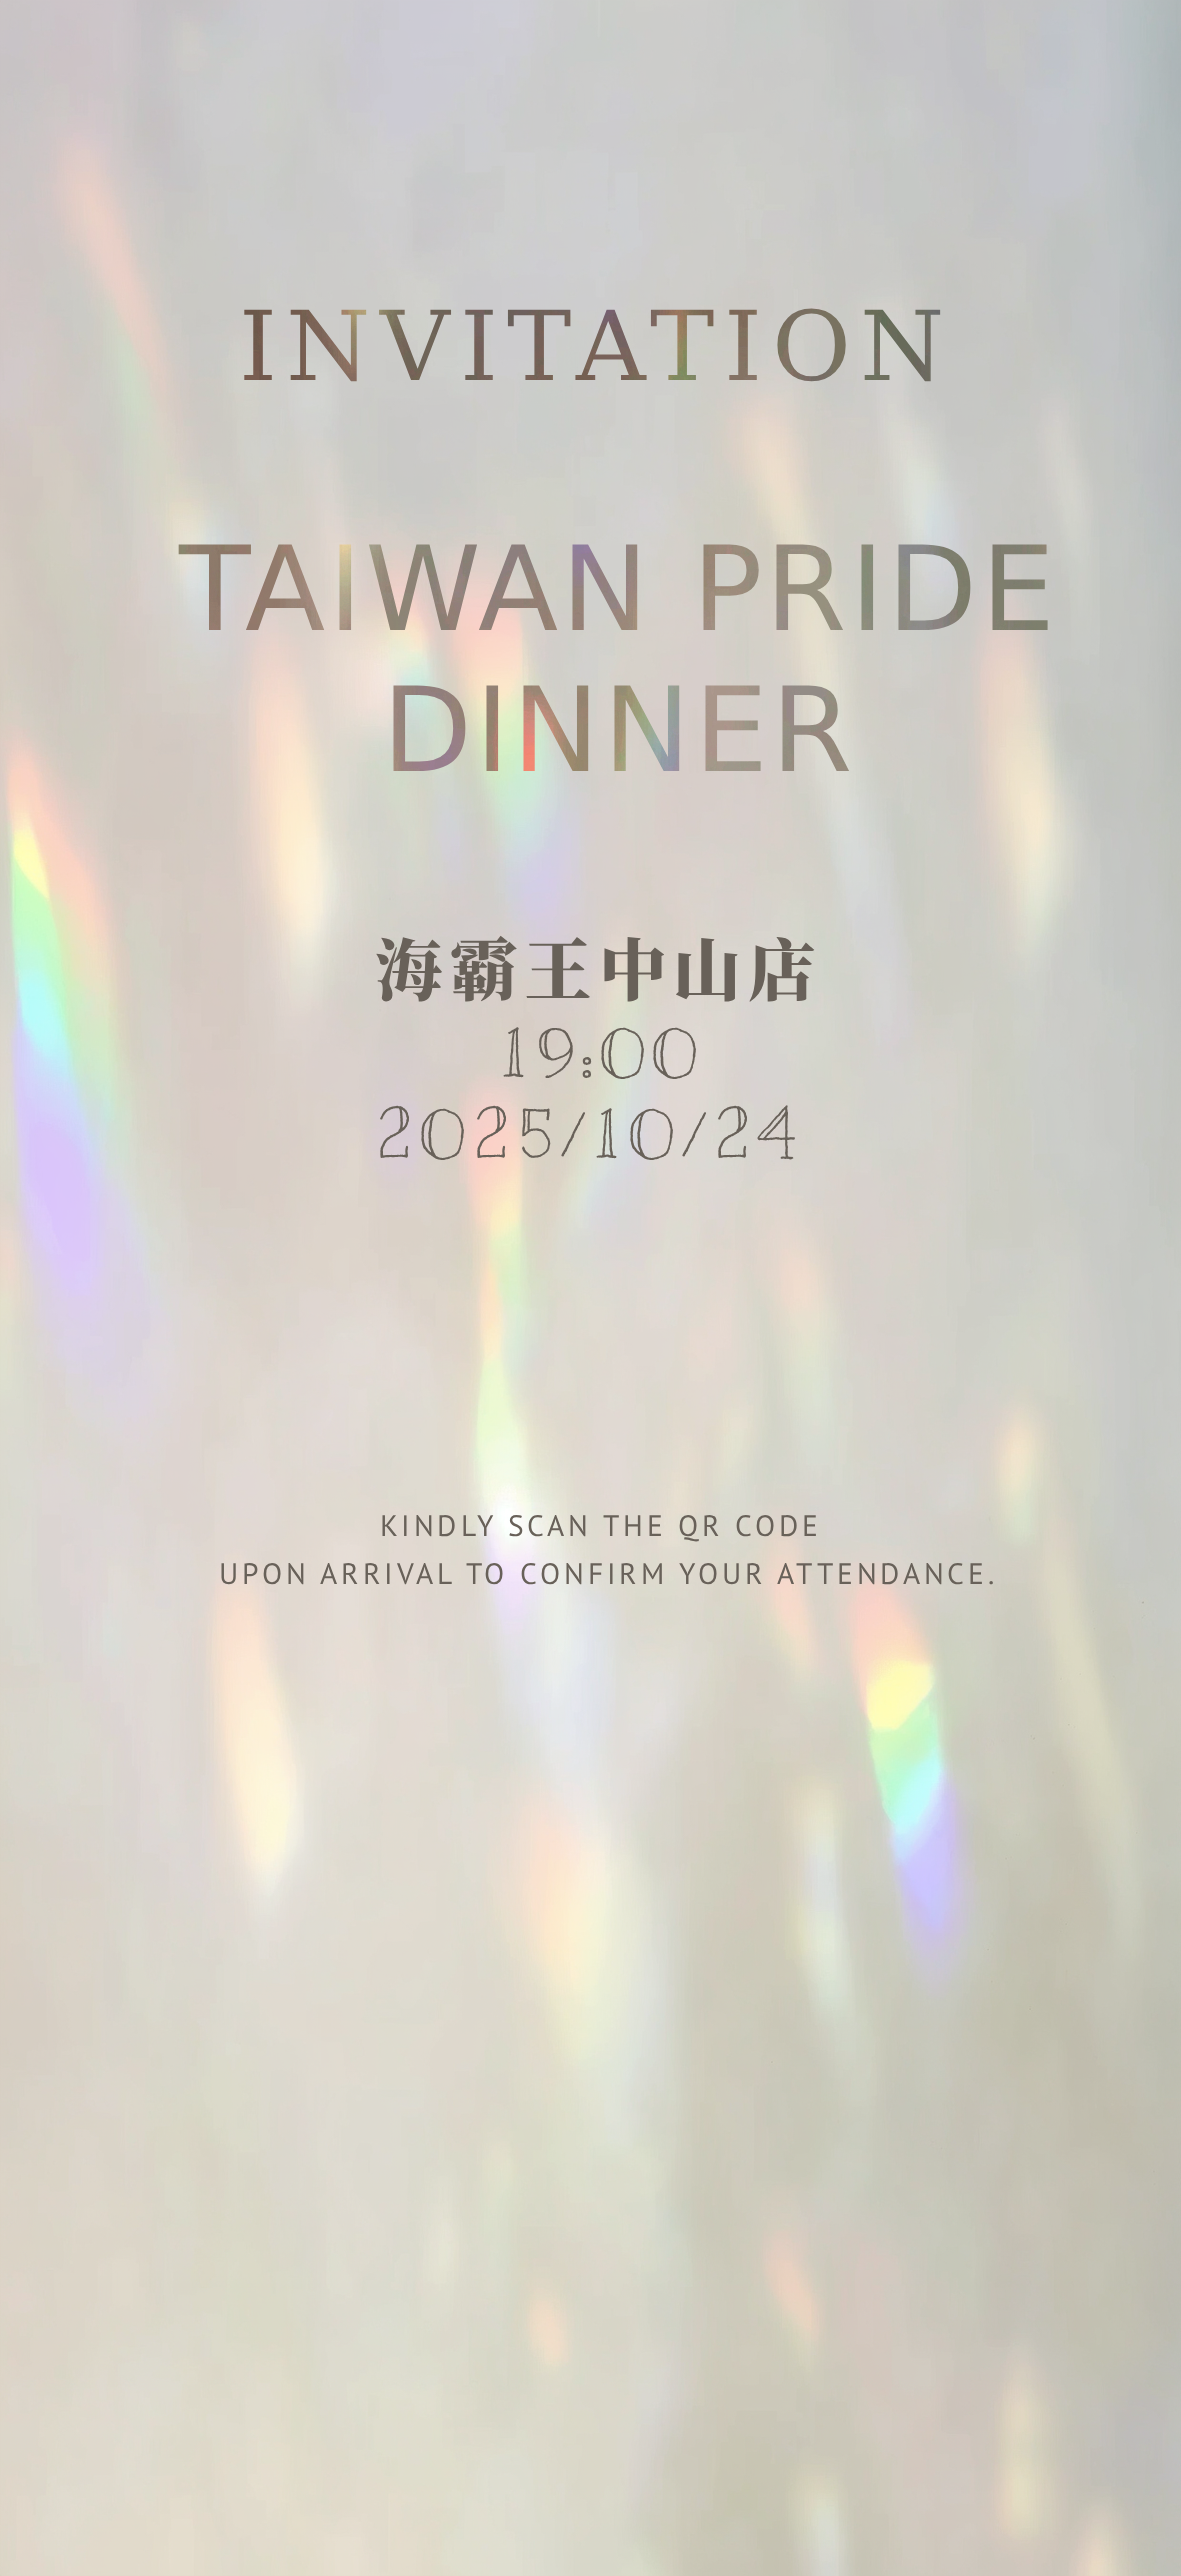 INVITATION
TAIWAN PRIDE
DINNER
海霸王中山店
19:00
2025/10/24
KINDLY SCAN THE QR CODE
UPON ARRIVAL TO CONFIRM YOUR ATTENDANCE.